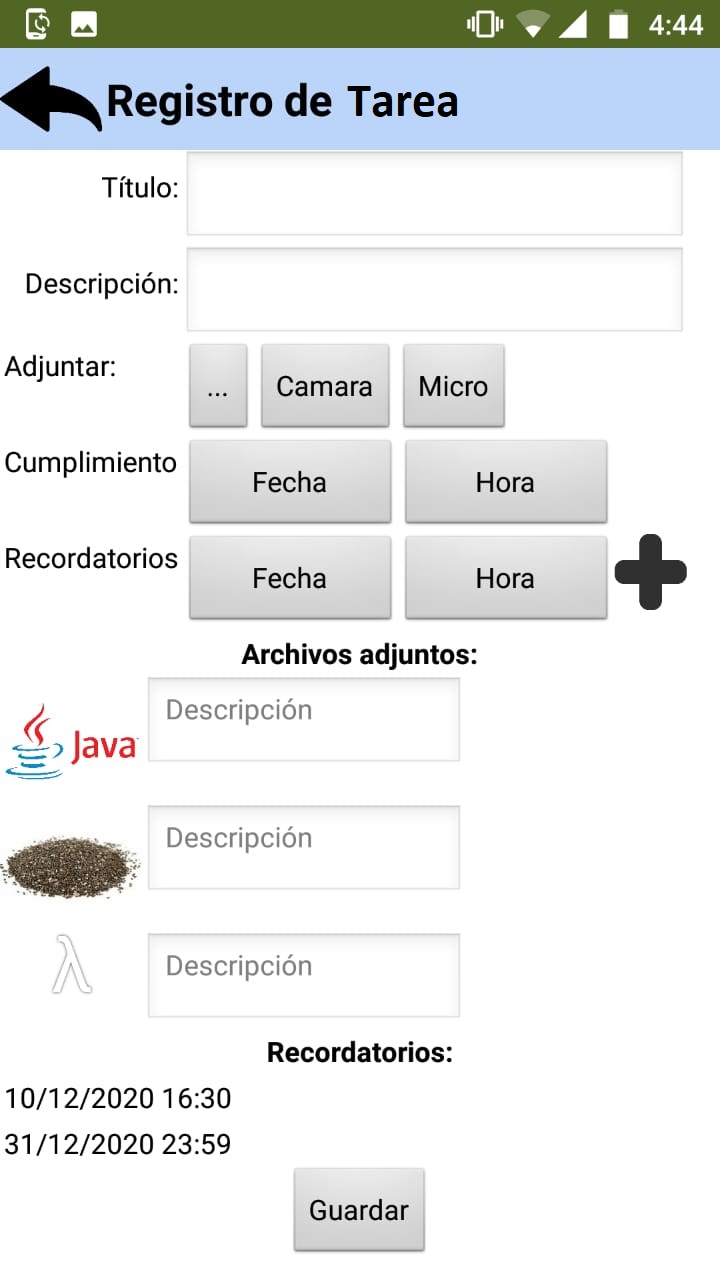 4:44
Registro de Tarea
Título:
Descripción:
Adjuntar: ... Camara Micro
Cumplimiento Fecha Hora
Recordatorios Fecha Hora
Archivos adjuntos:
Java Descripción
Descripción
λ Descripción
Recordatorios:
10/12/2020 16:30
31/12/2020 23:59
Guardar